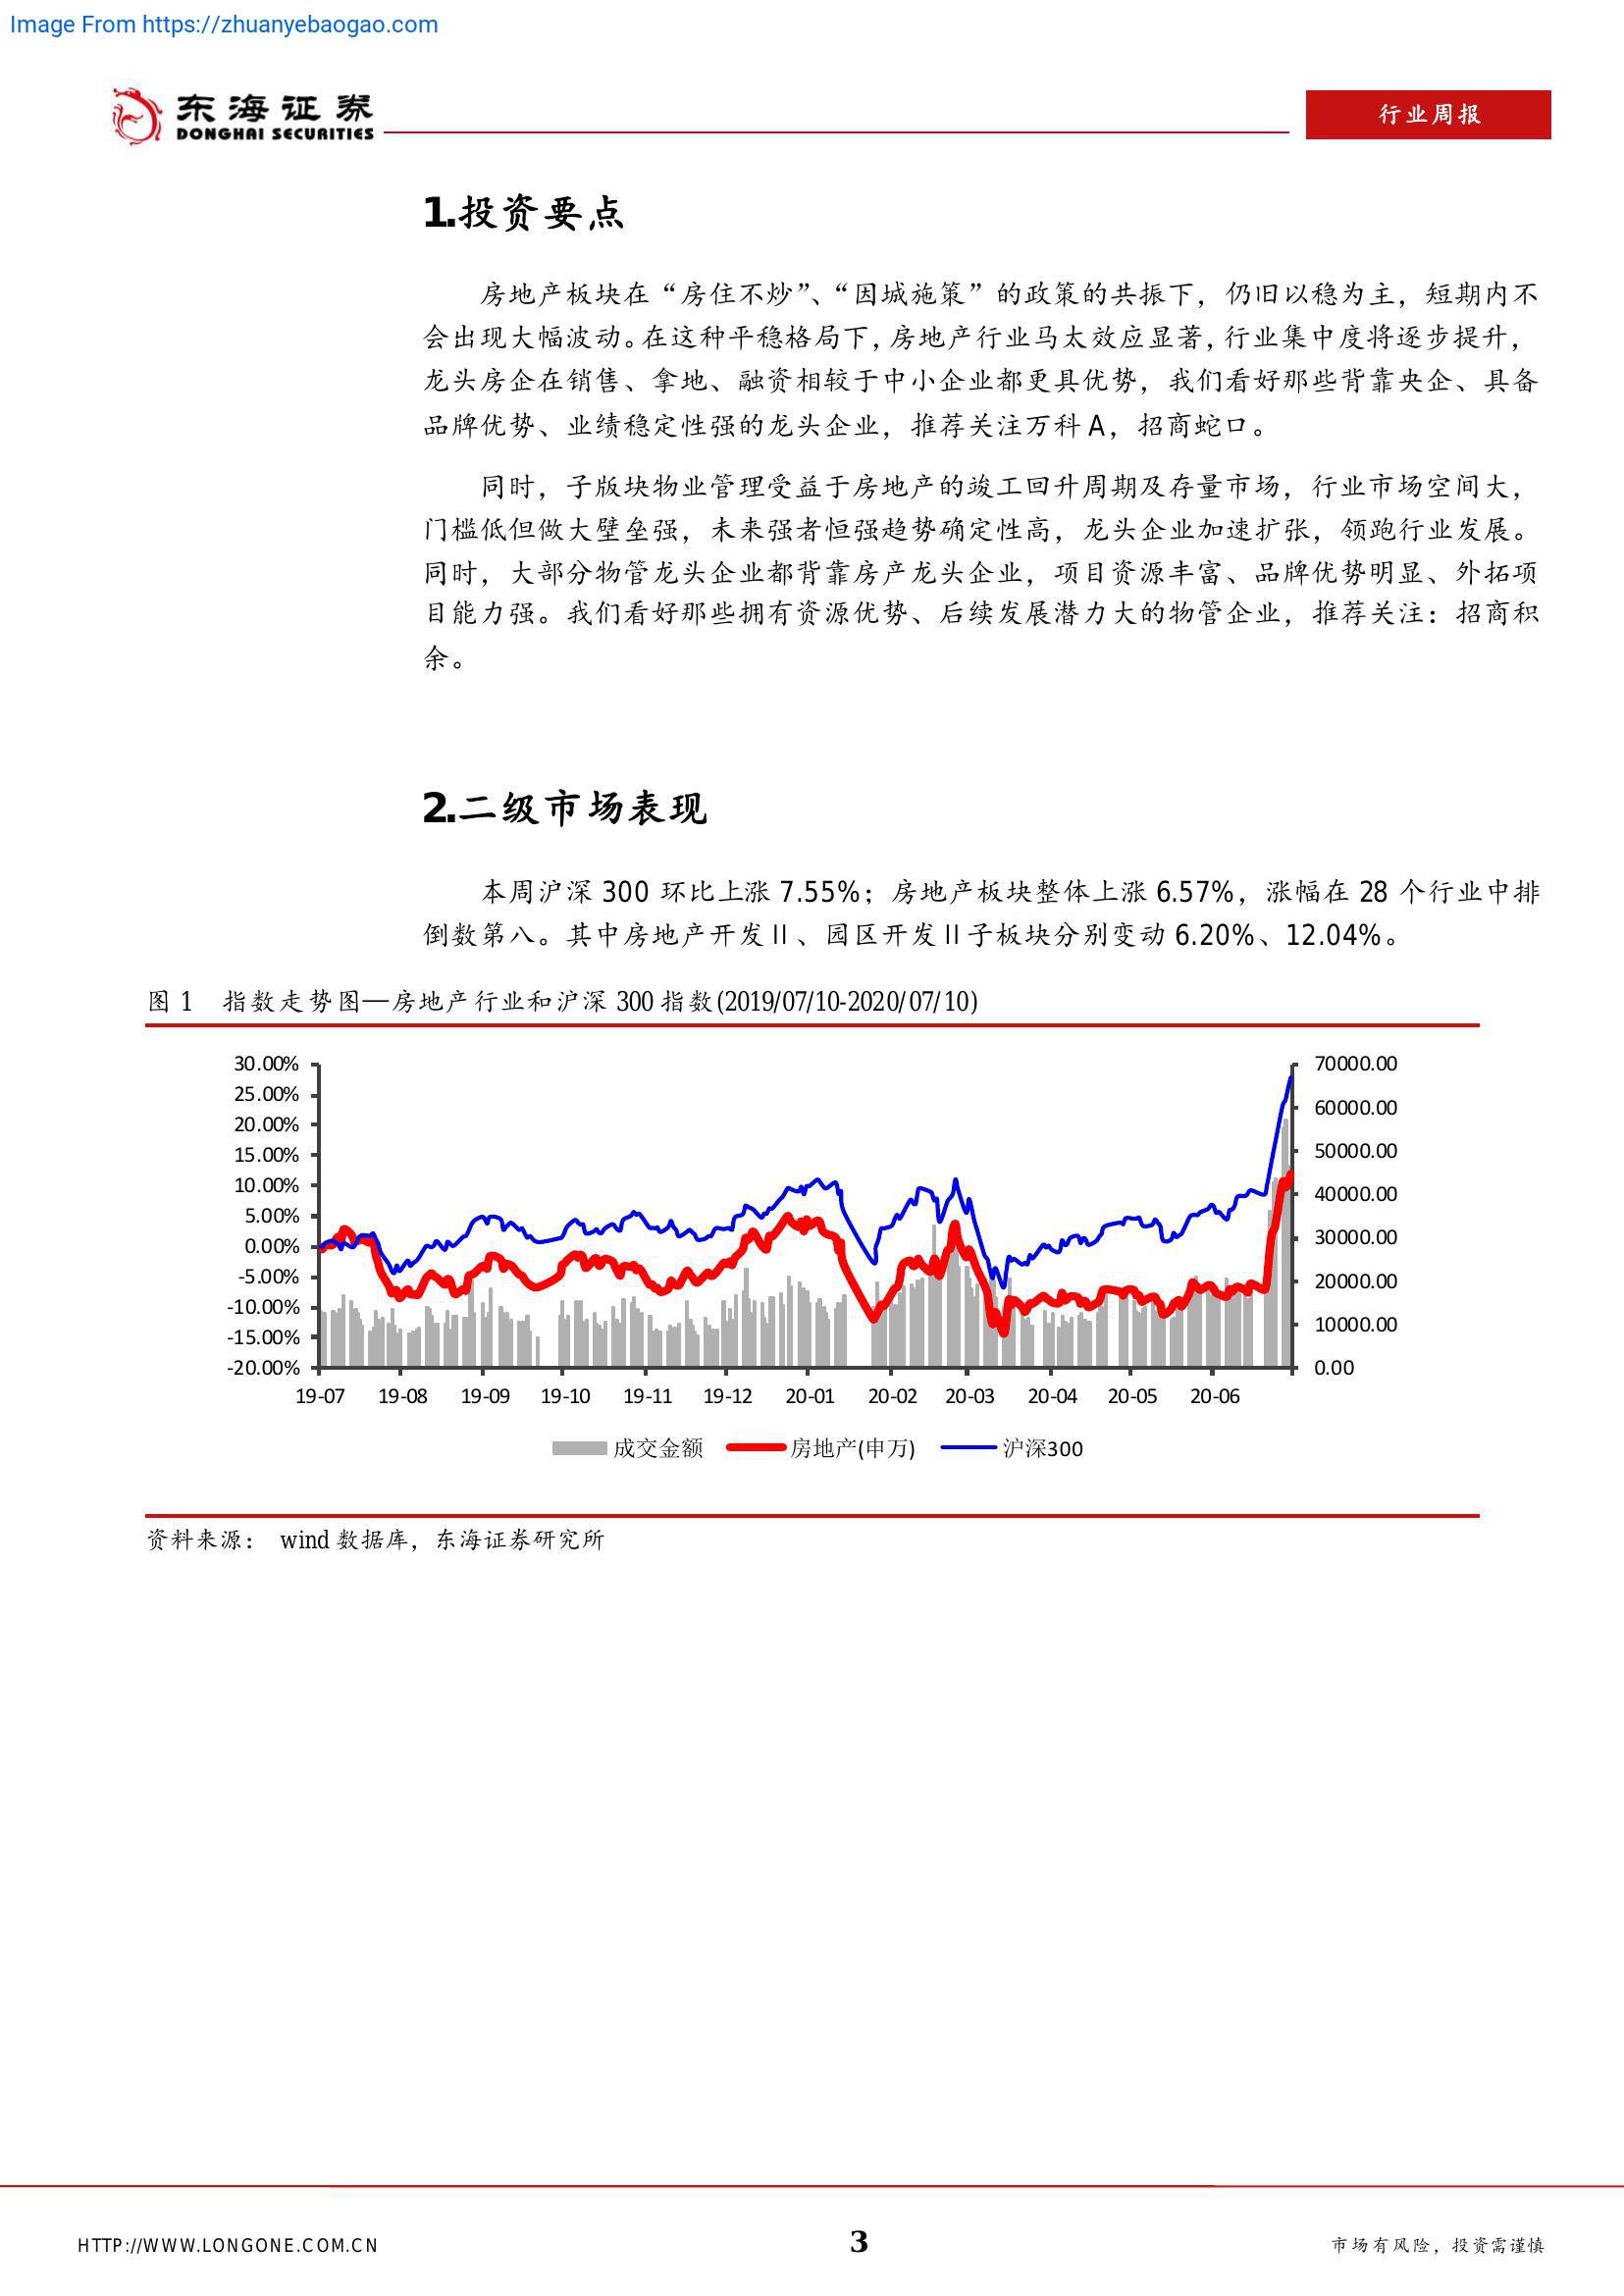 Image From https://zhuanyebaogao.com
东海证券
DONGHAI SECURITIES
行业周报
1.投资要点
房地产板块在“房住不炒”、“因城施策”的政策的共振下，仍旧以稳为主，短期内不
会出现大幅波动。在这种平稳格局下，房地产行业马太效应显著，行业集中度将逐步提升，
龙头房企在销售、拿地、融资相较于中小企业都更具优势，我们看好那些背靠央企、具备
品牌优势、业绩稳定性强的龙头企业，推荐关注万科 A，招商蛇口。
同时，子版块物业管理受益于房地产的竣工回升周期及存量市场，行业市场空间大，
门槛低但做大壁垒强，未来强者恒强趋势确定性高，龙头企业加速扩张，领跑行业发展。
同时，大部分物管龙头企业都背靠房产龙头企业，项目资源丰富、品牌优势明显、外拓项
目能力强。我们看好那些拥有资源优势、后续发展潜力大的物管企业，推荐关注：招商积
余。
2.二级市场表现
本周沪深 300 环比上涨 7.55%；房地产板块整体上涨 6.57%，涨幅在 28 个行业中排
倒数第八。其中房地产开发Ⅱ、园区开发Ⅱ子板块分别变动 6.20%、12.04%。
图 1 指数走势图—房地产行业和沪深 300 指数(2019/07/10-2020/07/10)
30.00%
25.00%
20.00%
15.00%
10.00%
5.00%
0.00%
-5.00%
-10.00%
-15.00%
-20.00%
70000.00
60000.00
50000.00
40000.00
30000.00
20000.00
10000.00
0.00
19-07 19-08 19-09 19-10 19-11 19-12 20-01 20-02 20-03 20-04 20-05 20-06
成交金额 房地产(申万) 沪深300
资料来源： wind 数据库，东海证券研究所
HTTP://WWW.LONGONE.COM.CN
3
市场有风险，投资需谨慎